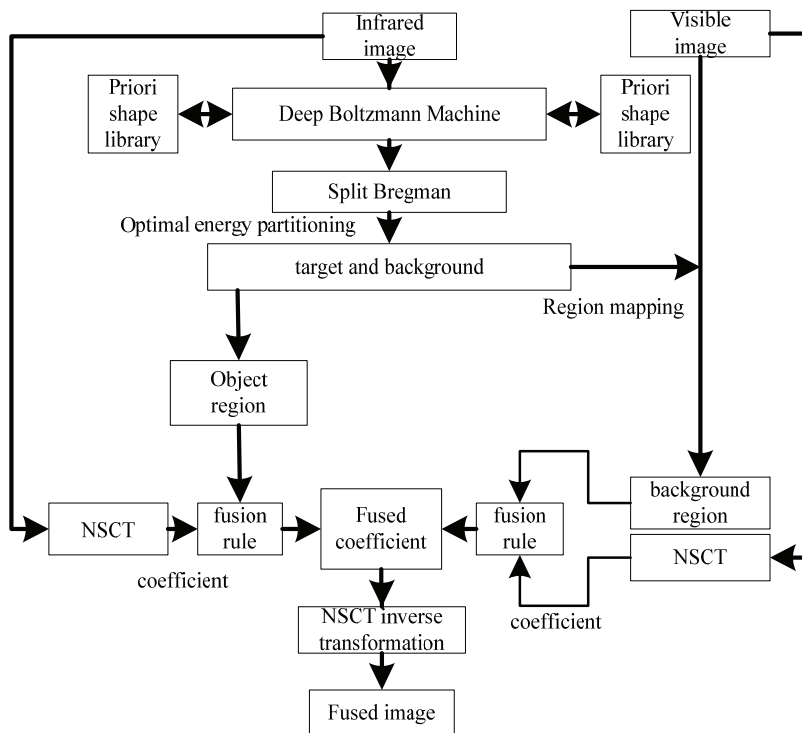 Infrared
image
Visible
image
Priori
shape
library
Deep Boltzmann Machine
Priori
shape
library
Split Bregman
Optimal energy partitioning
target and background
Region mapping
Object
region
NSCT
fusion
rule
Fused
coefficient
fusion
rule
background
region
NSCT
coefficient
coefficient
NSCT inverse
transformation
Fused image